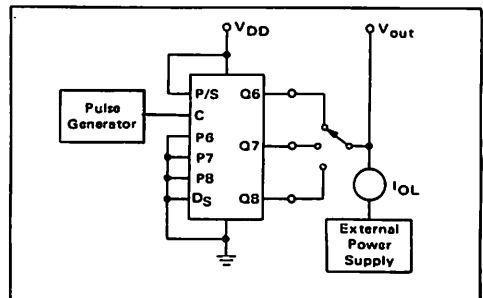 VDD
Vout
P/S
Q6
Pulse
Generator
C
P6
P7
Q7
P8
DS
Q8
IOL
External
Power
Supply